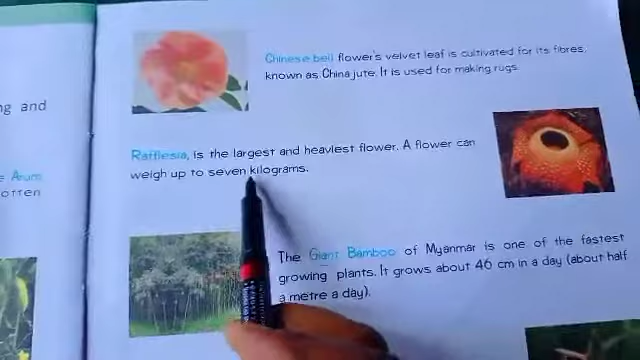 ng and
e Arum
otten
Chinese bell flower's velvet leaf is cultivated for its fibres,
known as China jute. It is used for making rugs
Rafflesia, is the largest and heaviest flower. A flower can
weigh up to seven kilograms.
The Giant Bamboo of Myanmar is one of the fastest
growing plants. It grows about 46 cm in a day (about half
a metre a day).